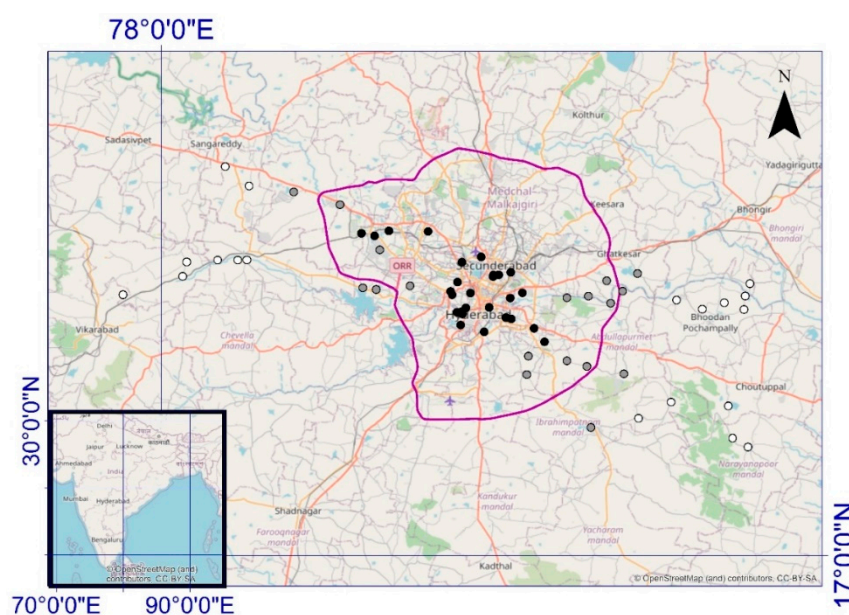 78°0'0"E
N
Kolthur
Sadasivpet
Sangareddy
Yadagirigutta
Medchal
Malkajgiri
Keesara
Bhongir
Bhongiri
mandal
Ghatkesar
ORR
Secunderabad
Hyderabad
Bhoodan
Pochampally
Vikarabad
Chevella
mandal
Abdullapurmet
mandal
Choutuppal
30°0'0"N
Ibrahimpatnam
mandal
Narayanapur
mandal
Delhi
Jaipur
Lucknow
Ahmedabad
India
Mumbai
Hyderabad
Bengaluru
Shadnagar
Farooqnagar
mandal
Kandukur
mandal
Yacharam
mandal
Kadthal
© OpenStreetMap (and)
contributors, CC-BY-SA
© OpenStreetMap (and) contributors, CC-BY-SA
70°0'0"E
90°0'0"E
17°0'0"N